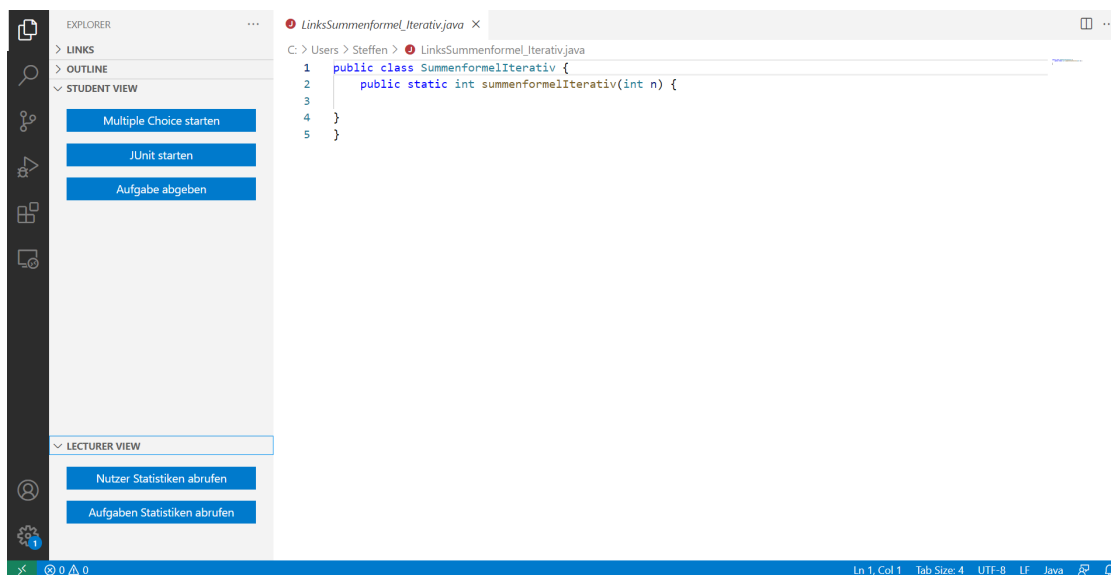 EXPLORER
LINKS
OUTLINE
STUDENT VIEW
Multiple Choice starten
JUnit starten
Aufgabe abgeben
LECTURER VIEW
Nutzer Statistiken abrufen
Aufgaben Statistiken abrufen
1
LinksSummenformel_Iterativ.java
C: > Users > Steffen > LinksSummenformel_Iterativ.java
1 public class SummenformelIterativ {
2 public static int summenformelIterativ(int n) {
3
4 }
5 }
0 0 Ln 1, Col 1 Tab Size: 4 UTF-8 LF Java